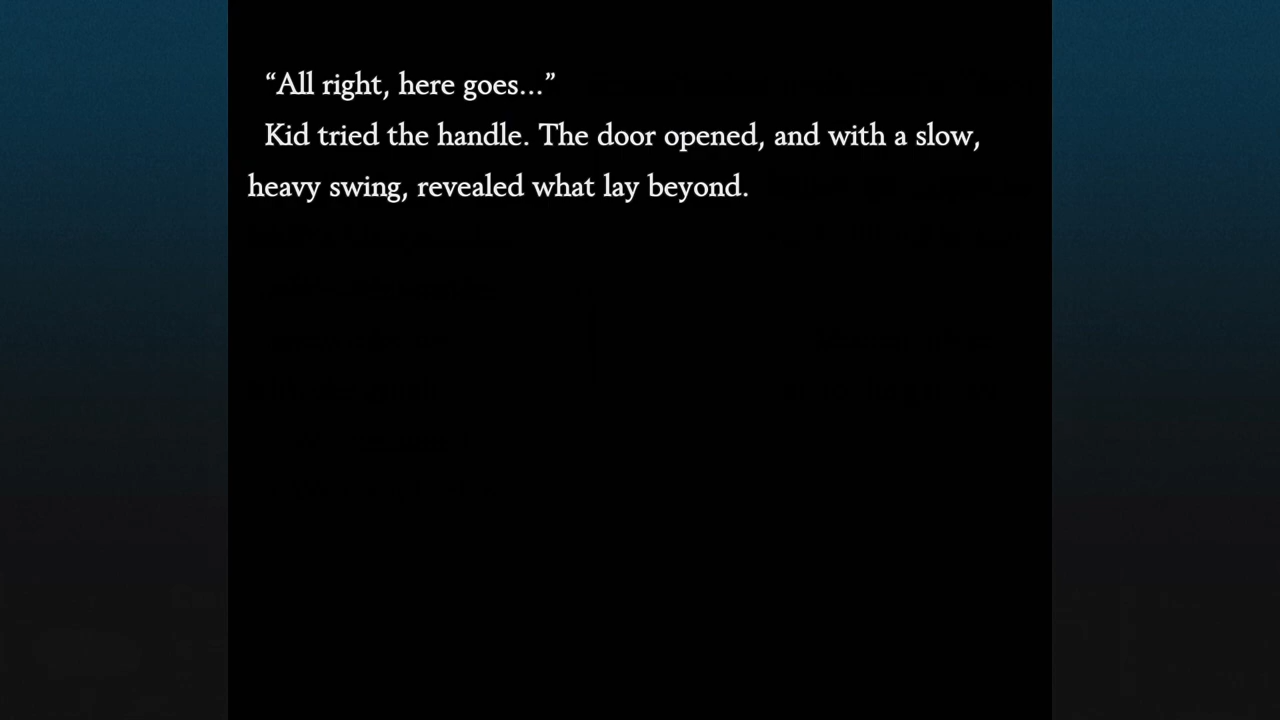 “All right, here goes...”
Kid tried the handle. The door opened, and with a slow,
heavy swing, revealed what lay beyond.